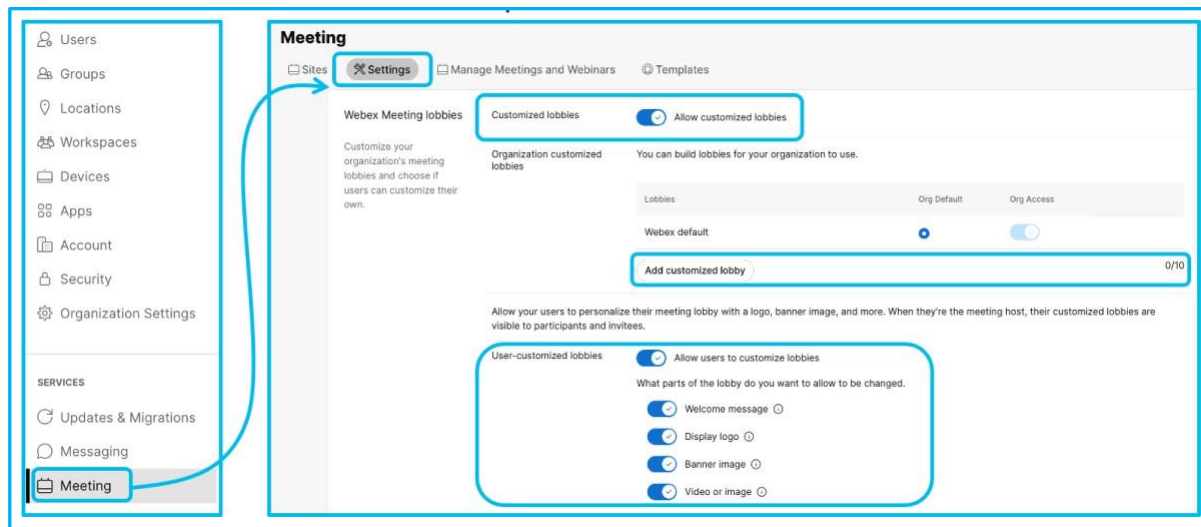 Users
Groups
Locations
Workspaces
Devices
Apps
Account
Security
Organization Settings
SERVICES
Updates & Migrations
Messaging
Meeting
Meeting
Sites Settings Manage Meetings and Webinars Templates
Webex Meeting lobbies
Customize your
organization's meeting
lobbies and choose if
users can customize their
own.
Customized lobbies Allow customized lobbies
Organization customized
lobbies
You can build lobbies for your organization to use.
Lobbies Org Default Org Access
Webex default
Add customized lobby 0/10
Allow your users to personalize their meeting lobby with a logo, banner image, and more. When they're the meeting host, their customized lobbies are
visible to participants and invitees.
User-customized lobbies Allow users to customize lobbies
What parts of the lobby do you want to allow to be changed.
Welcome message
Display logo
Banner image
Video or image